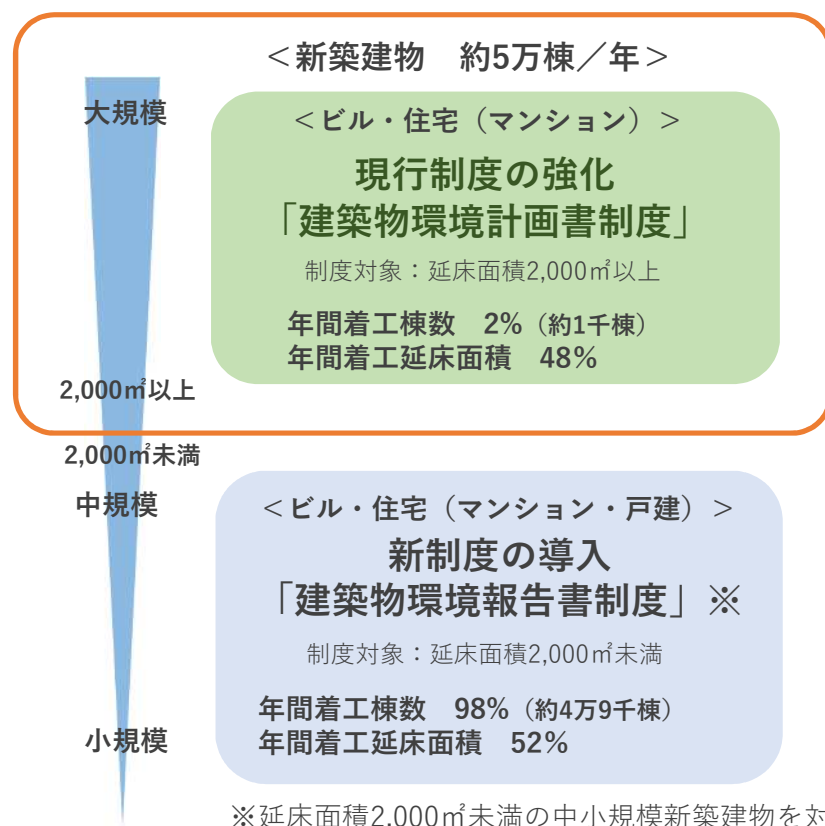 ＜新築建物　約5万棟／年＞
大規模
＜ビル・住宅（マンション）＞
現行制度の強化
「建築物環境計画書制度」
制度対象：延床面積2,000㎡以上
年間着工棟数　2%（約1千棟）
年間着工延床面積　48%
2,000㎡以上
2,000㎡未満
中規模
＜ビル・住宅（マンション・戸建）＞
新制度の導入
「建築物環境報告書制度」※
制度対象：延床面積2,000㎡未満
年間着工棟数　98%（約4万9千棟）
年間着工延床面積　52%
小規模
※延床面積2,000㎡未満の中小規模新築建物を対